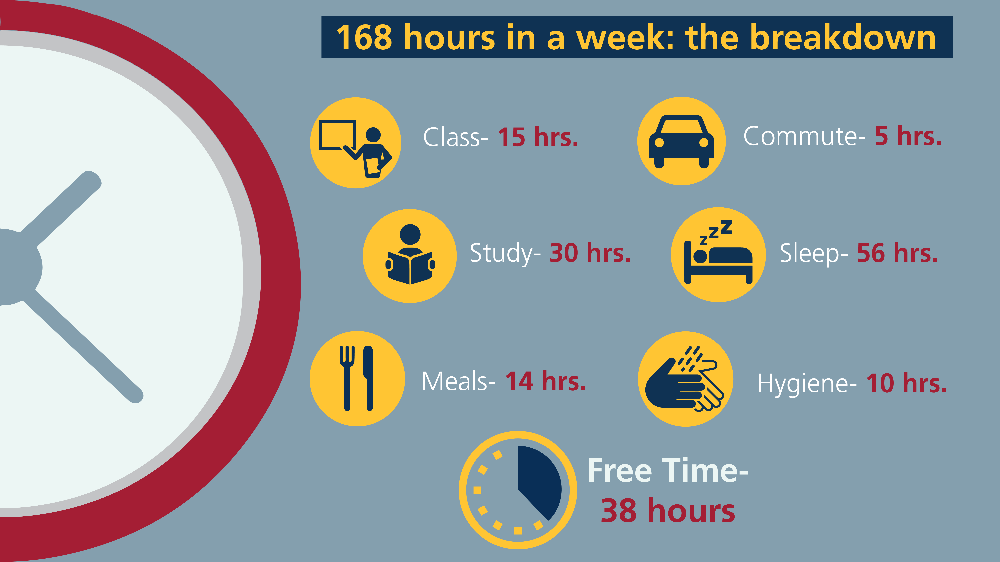 168 hours in a week: the breakdown
Class- 15 hrs.
Commute- 5 hrs.
Study- 30 hrs.
zzz
Sleep- 56 hrs.
Meals- 14 hrs.
Hygiene- 10 hrs.
Free Time-
38 hours